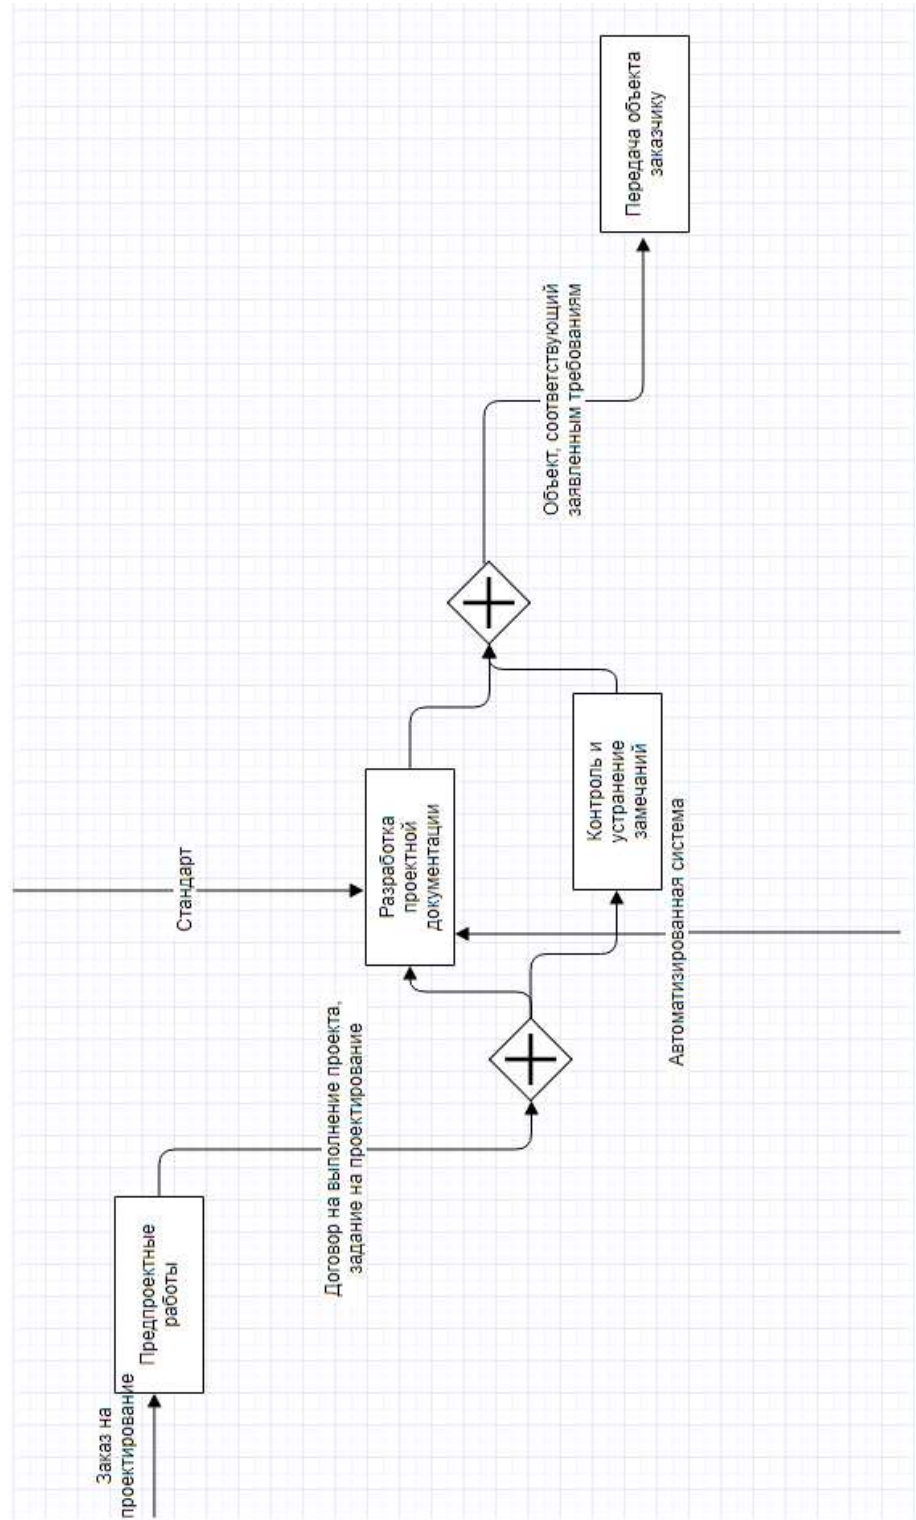 Заказ на
проектирование
Предпроектные
работы
Договор на выполнение проекта,
задание на проектирование
Стандарт
Разработка
проектной
документации
Контроль и
устранение
замечаний
Автоматизированная система
Объект, соответствующий
заявленным требованиям
Передача объекта
заказчику